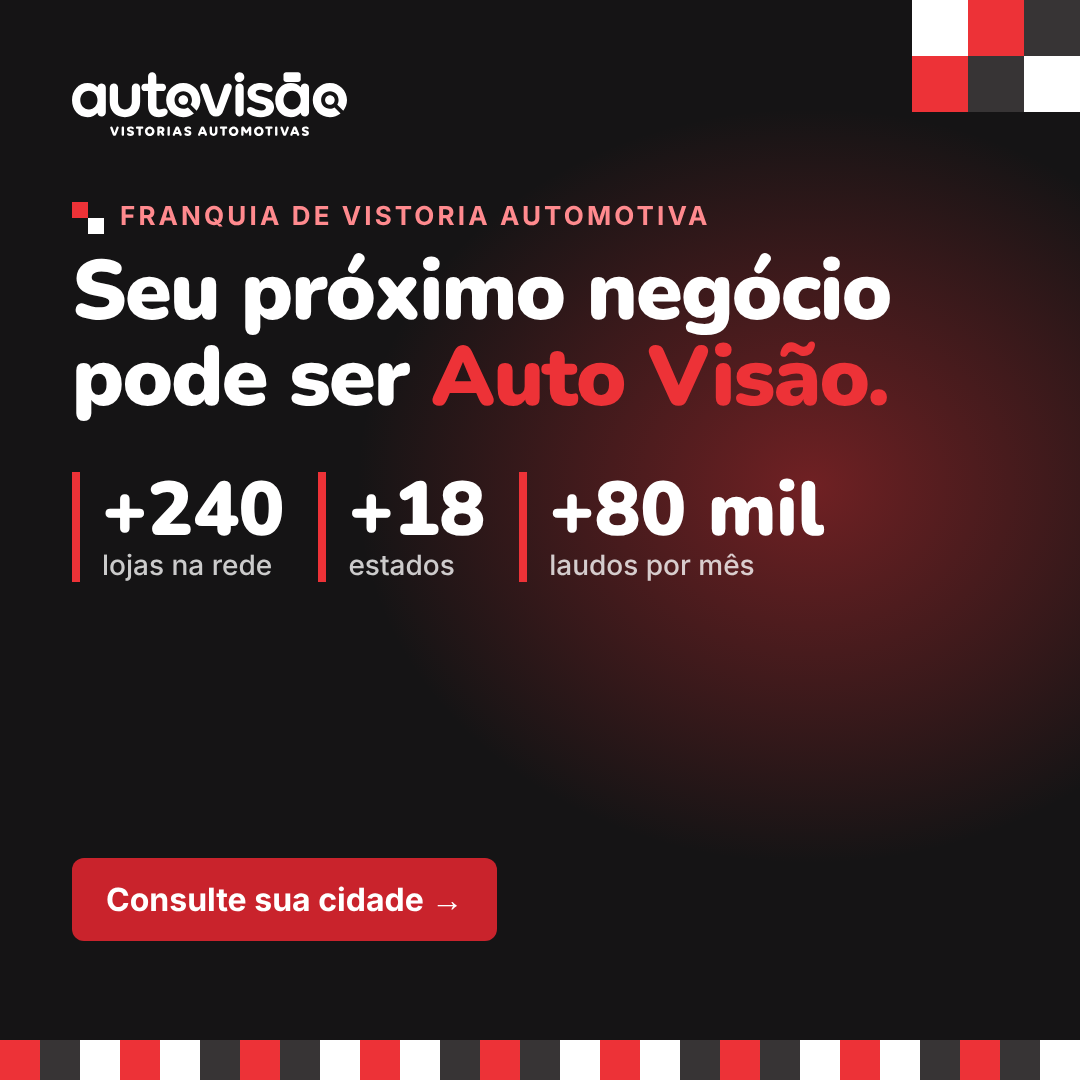 autovisão
VISTORIAS AUTOMOTIVAS
FRANQUIA DE VISTORIA AUTOMOTIVA
Seu próximo negócio
pode ser Auto Visão.
+240 +18 +80 mil
lojas na rede estados laudos por mês
Consulte sua cidade →